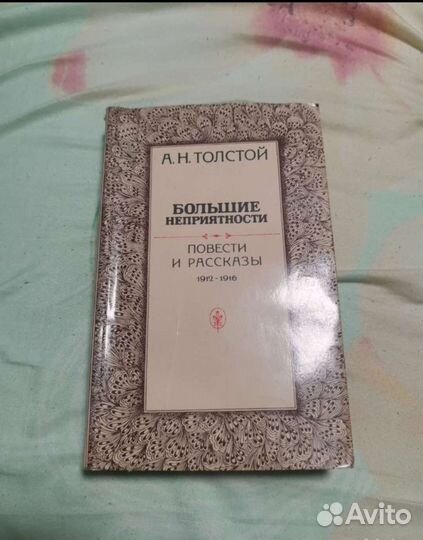 А.Н.ТОЛСТОЙ
БОЛЬШИЕ
НЕПРИЯТНОСТИ
ПОВЕСТИ
И РАССКАЗЫ
1912-1916
Avito